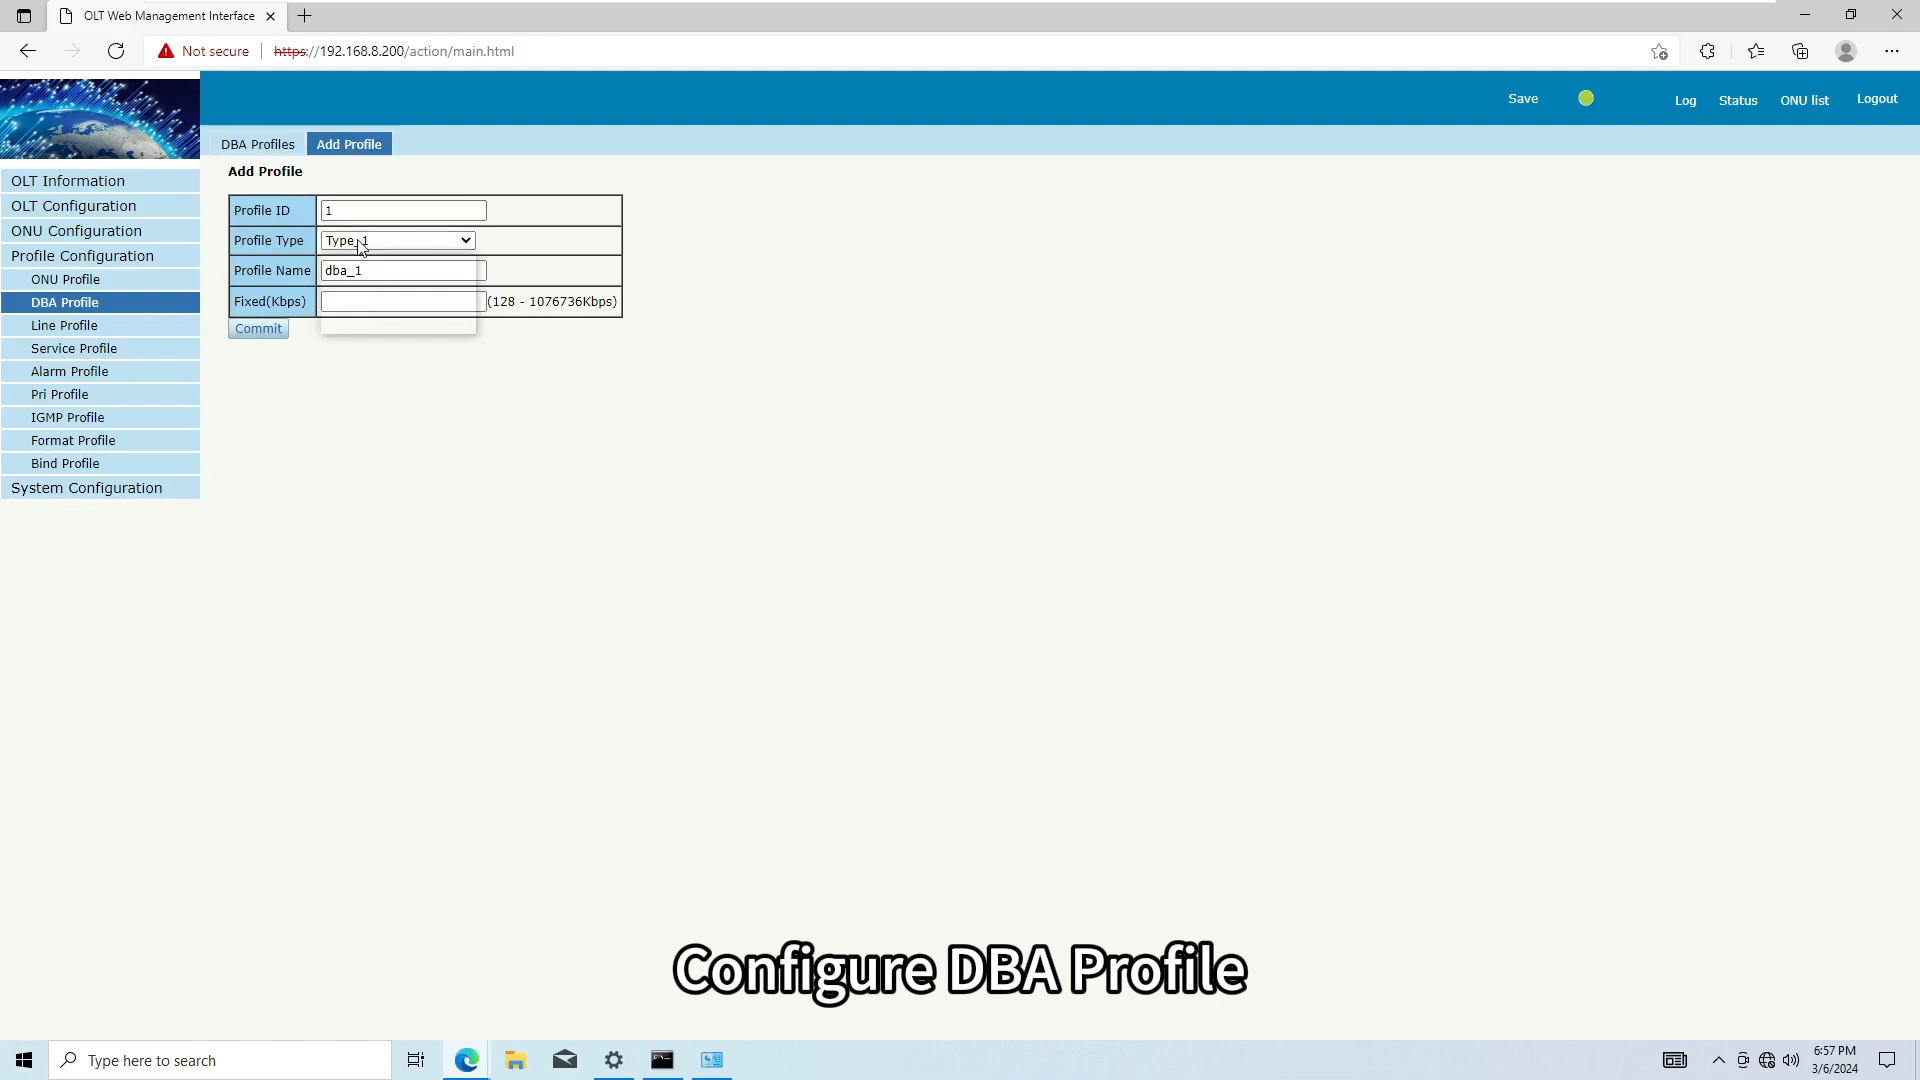 OLT Web Management Interface
Not secure https://192.168.8.200/action/main.html
Save Log Status ONU list Logout
DBA Profiles Add Profile
Add Profile
OLT Information
OLT Configuration
ONU Configuration
Profile Configuration
ONU Profile
DBA Profile
Line Profile
Service Profile
Alarm Profile
Pri Profile
IGMP Profile
Format Profile
Bind Profile
System Configuration
Profile ID 1
Profile Type Type_1
Profile Name dba_1
Fixed(Kbps) (128 - 1076736Kbps)
Commit
Configure DBA Profile
Type here to search
6:57 PM
3/6/2024